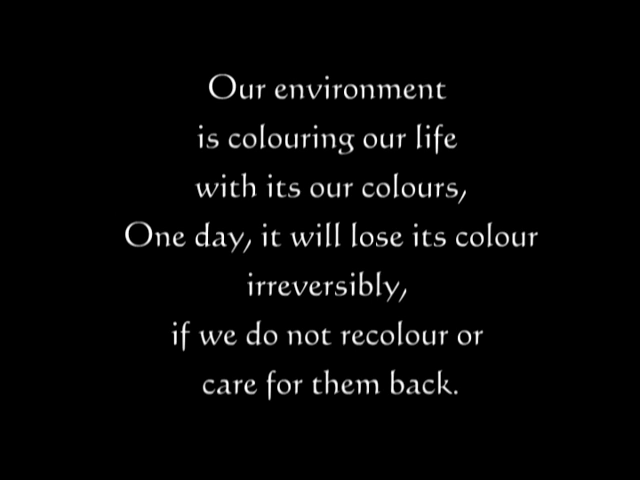 Our environment
is colouring our life
with its our colours,
One day, it will lose its colour
irreversibly,
if we do not recolour or
care for them back.